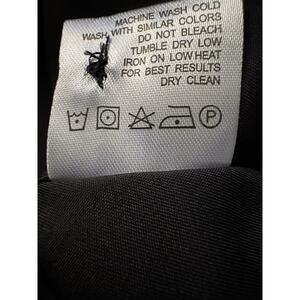 MACHINE WASH COLD
WASH WITH SIMILAR COLORS
DO NOT BLEACH
TUMBLE DRY LOW
IRON ON LOW HEAT
FOR BEST RESULTS
DRY CLEAN
P